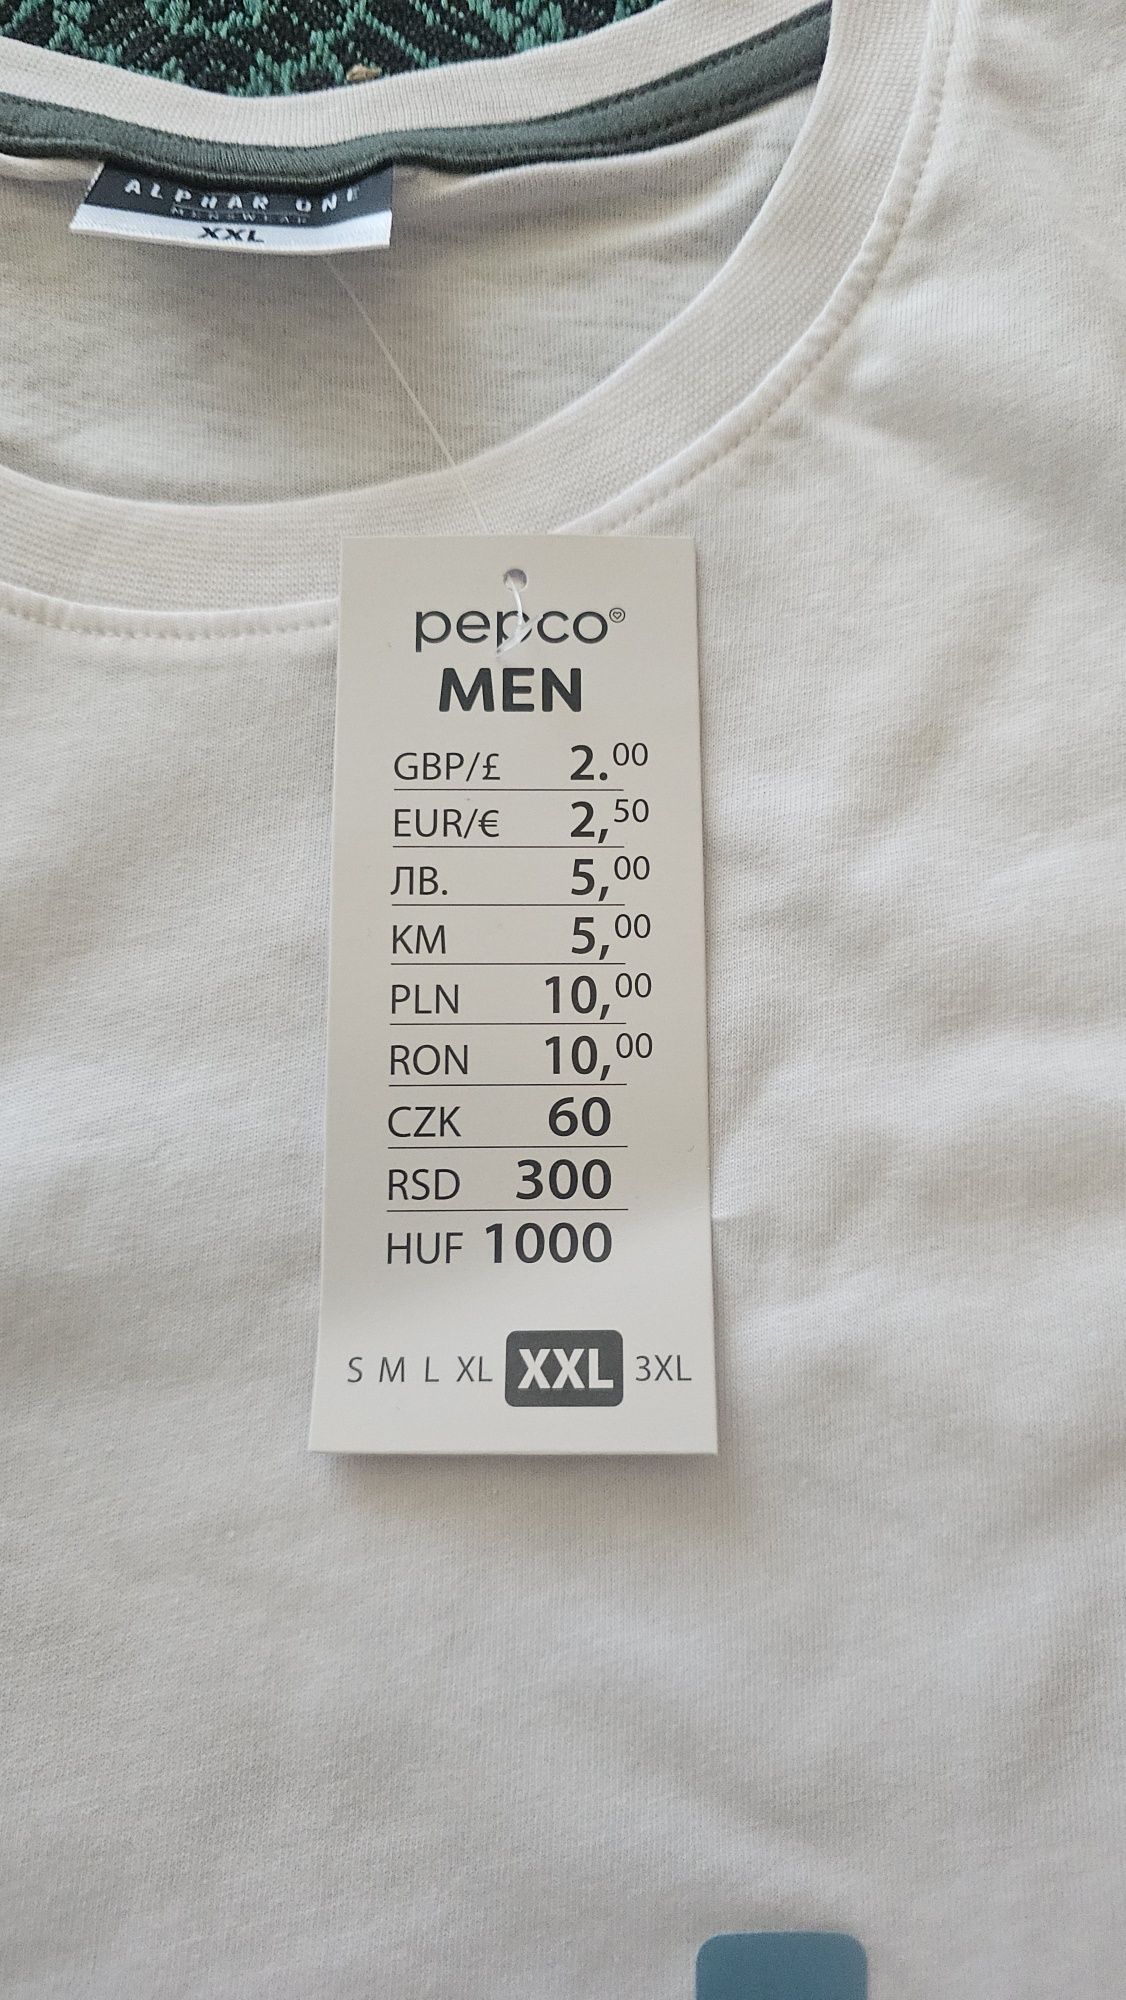 ALPHAR ONE
MENSWEAR
XXL
pepco
MEN
GBP/£ 2.00
EUR/€ 2,50
ЛВ. 5,00
KM 5,00
PLN 10,00
RON 10,00
CZK 60
RSD 300
HUF 1000
S M L XL XXL 3XL